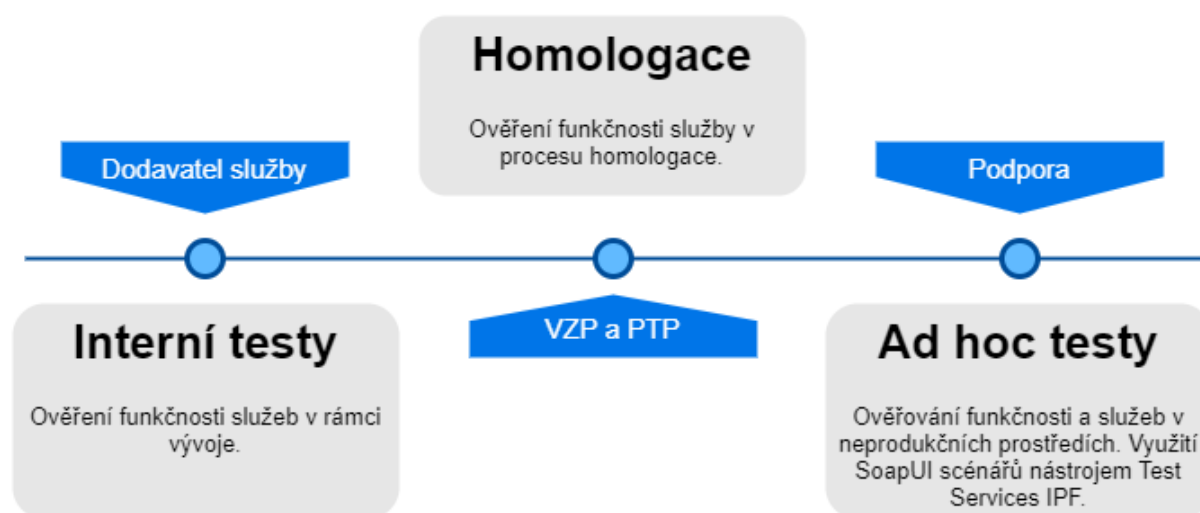 Homologace
Ověření funkčnosti služby v
procesu homologace.
Dodavatel služby
Podpora
VZP a PTP
Interní testy
Ověření funkčnosti služeb v rámci
vývoje.
Ad hoc testy
Ověřování funkčnosti a služeb v
neprodukčních prostředích. Využití
SoapUI scénářů nástrojem Test
Services IPF.